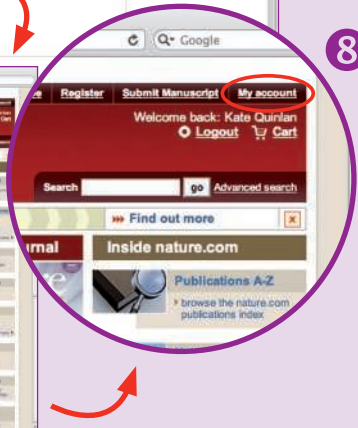 Google
8
Register Submit Manuscript My account
Welcome back: Kate Quinlan
Logout Cart
Search go Advanced search
Find out more
Inside nature.com
Publications A-Z
browse the nature.com
publications index